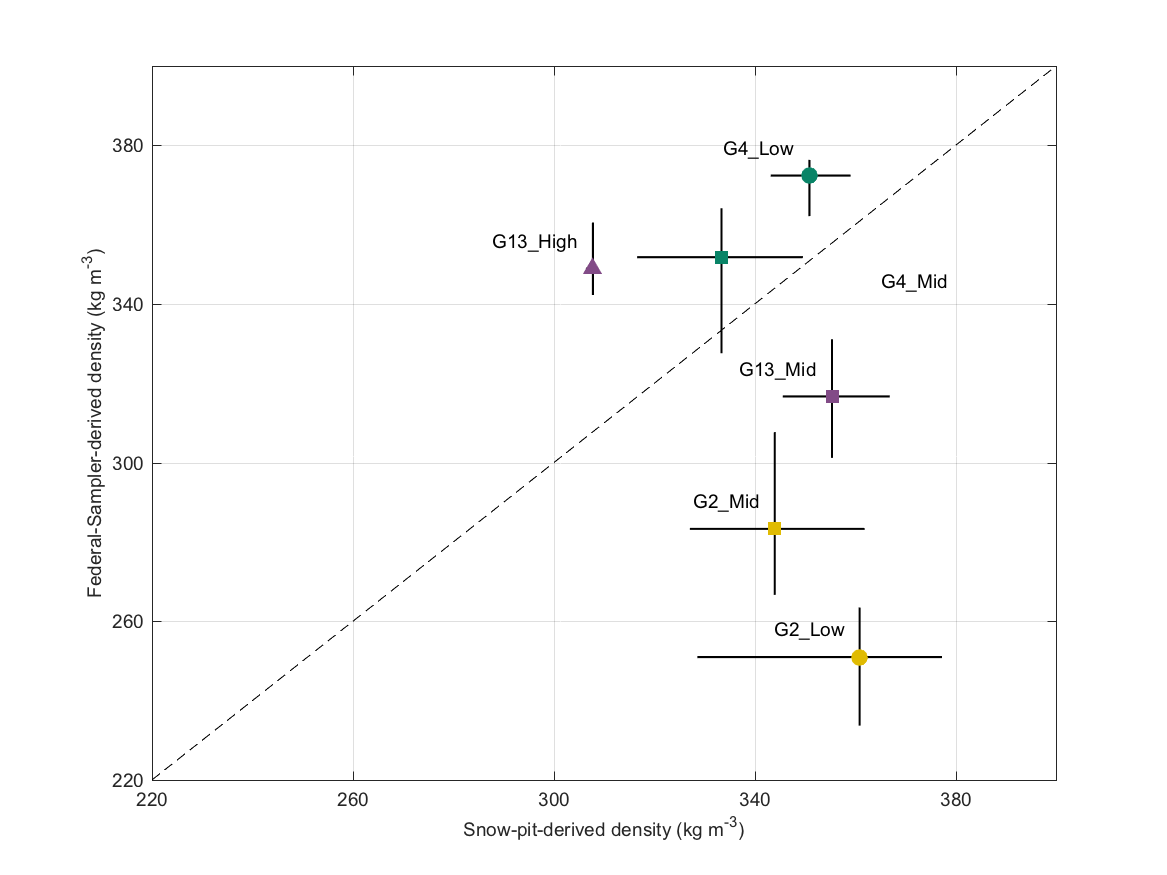 380
G4_Low
G13_High
G4_Mid
340
G13_Mid
300
G2_Mid
260
G2_Low
220
220 260 300 340 380
Snow-pit-derived density (kg m-3)
Federal-Sampler-derived density (kg m-3)